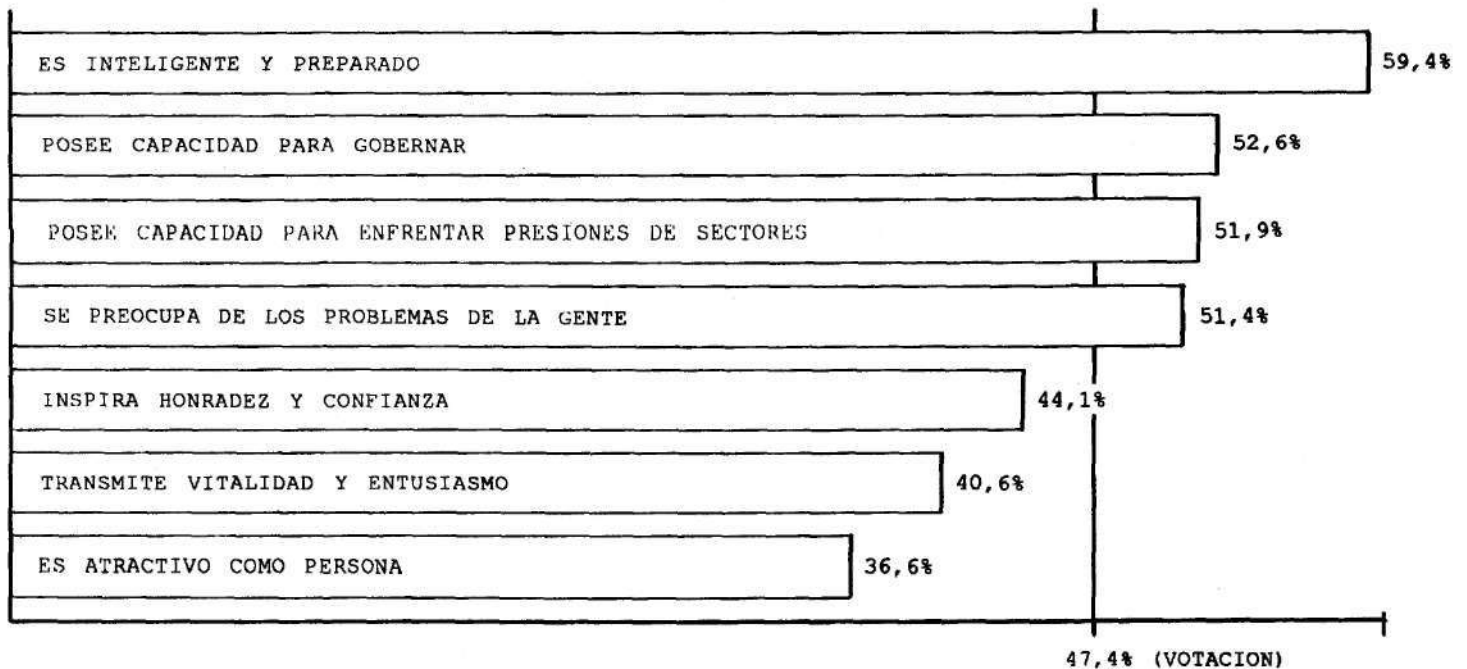 ES INTELIGENTE Y PREPARADO 59,4%
POSEE CAPACIDAD PARA GOBERNAR 52,6%
POSEE CAPACIDAD PARA ENFRENTAR PRESIONES DE SECTORES 51,9%
SE PREOCUPA DE LOS PROBLEMAS DE LA GENTE 51,4%
INSPIRA HONRADEZ Y CONFIANZA 44,1%
TRANSMITE VITALIDAD Y ENTUSIASMO 40,6%
ES ATRACTIVO COMO PERSONA 36,6%
47,4% (VOTACION)